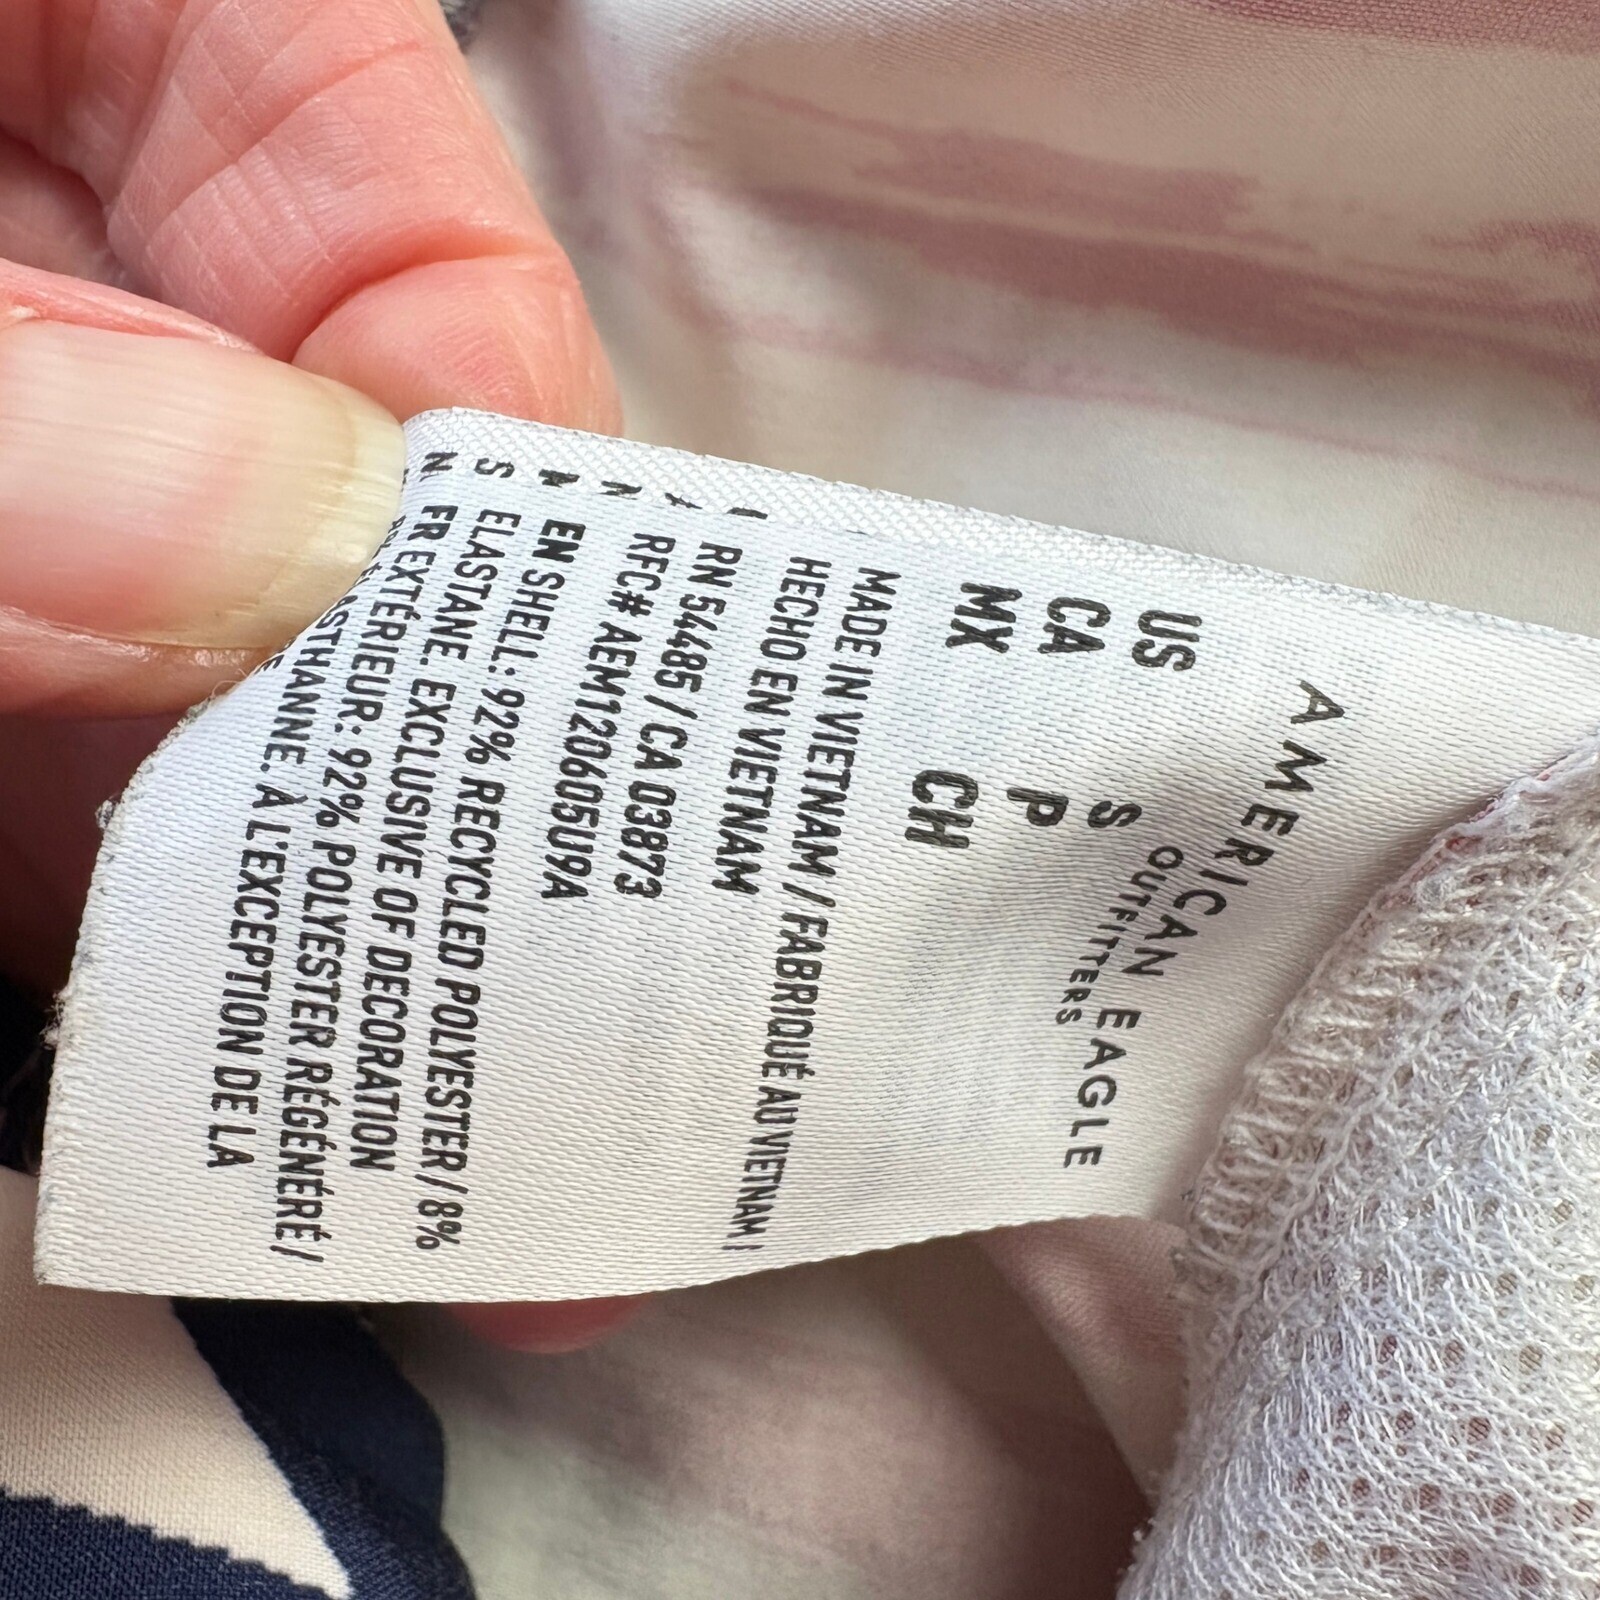 AMERICAN EAGLE
OUTFITTERS
US S
CA P
MX CH
MADE IN VIETNAM / FABRIQUÉ AU VIETNAM /
HECHO EN VIETNAM
RN 54485 / CA 03873
RFC# AEM120605U9A
EN SHELL: 92% RECYCLED POLYESTER / 8%
ELASTANE. EXCLUSIVE OF DECORATION
FR EXTÉRIEUR: 92% POLYESTER RÉGÉNÉRÉ /
ÉLASTHANNE. À L'EXCEPTION DE LA